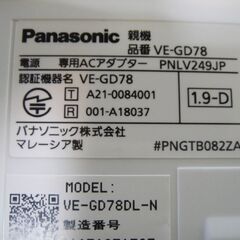 Panasonic 親機
品番 VE-GD78
電源 専用ACアダプター PNLV249JP
認証機器名 VE-GD78
T A21-0084001
R 001-A18037
1.9-D
パナソニック株式会社
マレーシア製
#PNGTB082ZA
MODEL:
VE-GD78DL-N
製造番号